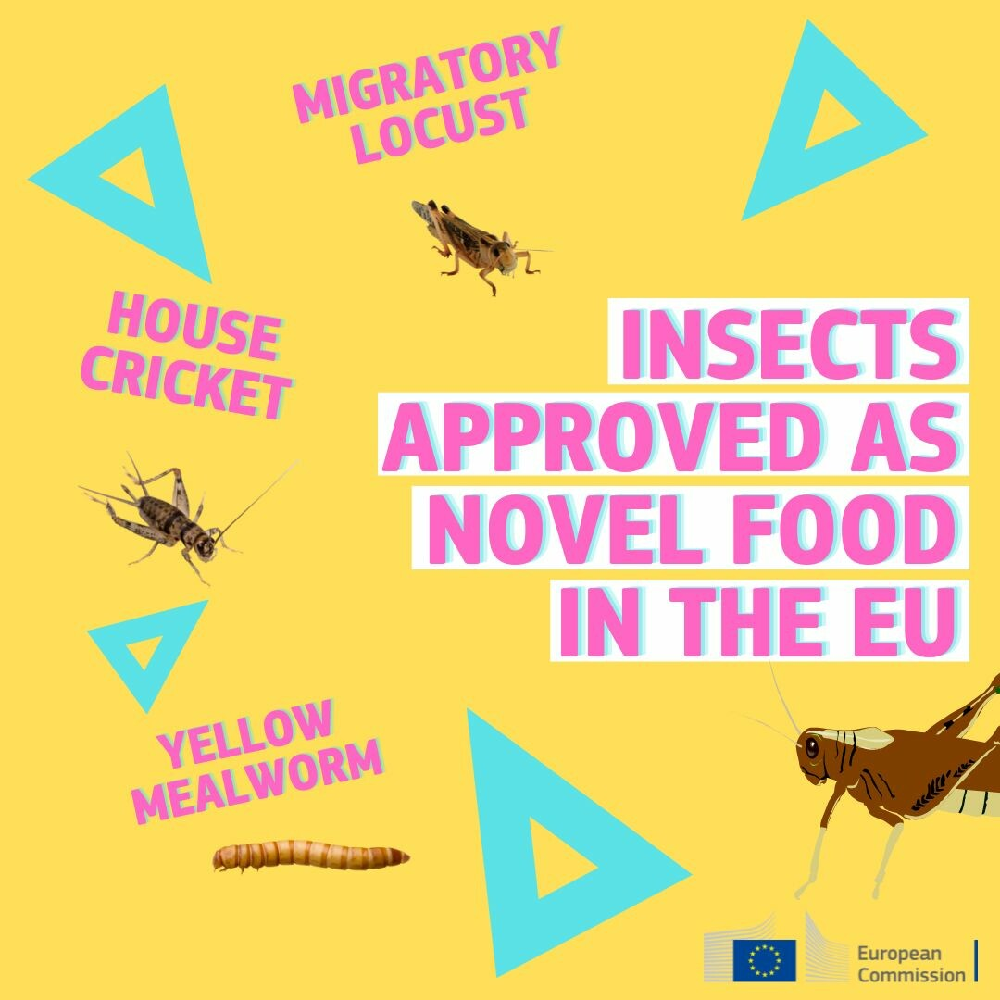 MIGRATORY
LOCUST
HOUSE
CRICKET
INSECTS
APPROVED AS
NOVEL FOOD
IN THE EU
YELLOW
MEALWORM
European
Commission